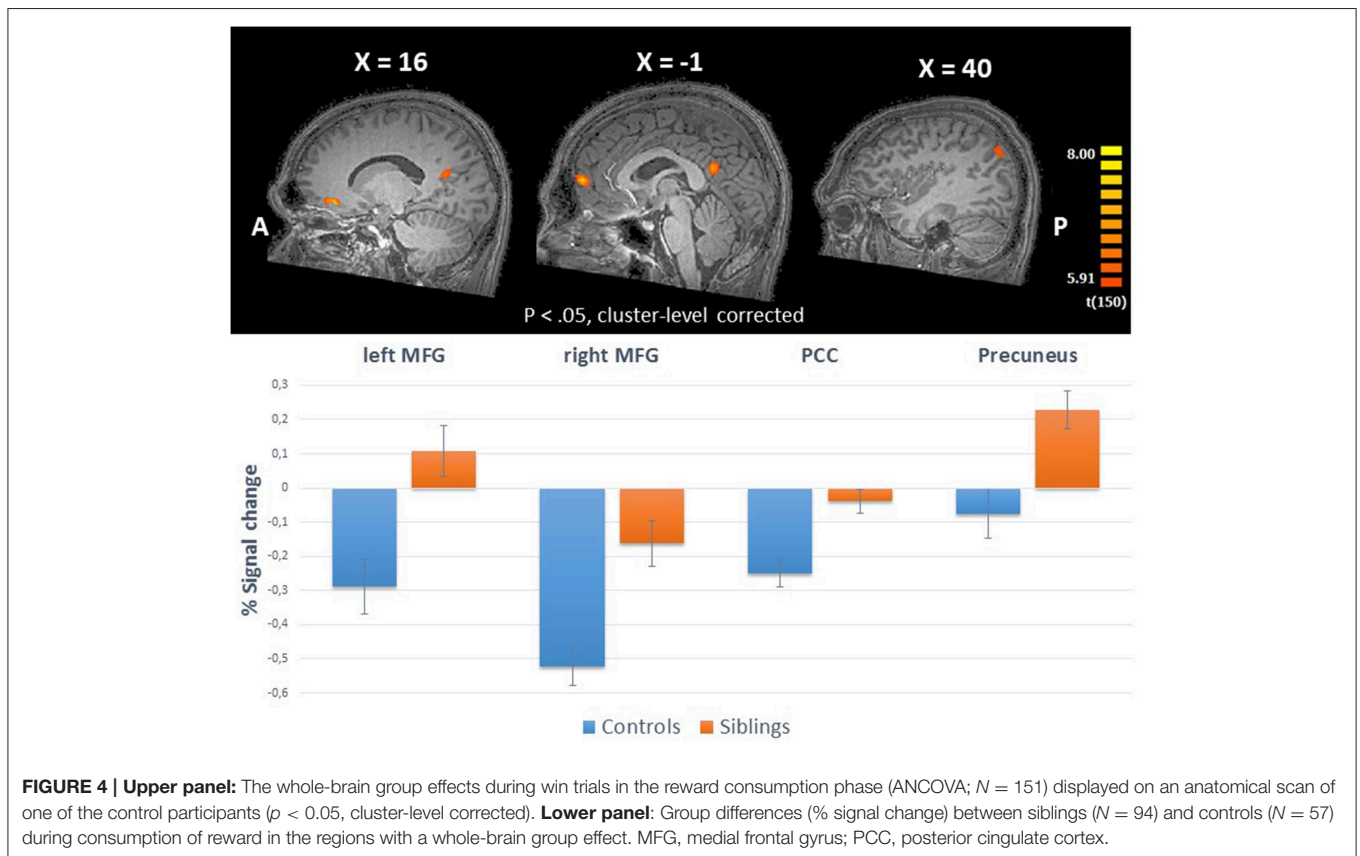 X = 16
X = -1
X = 40
A
P
8.00
5.91
t(150)
P < .05, cluster-level corrected
left MFG
right MFG
PCC
Precuneus
% Signal change
0,3
0,2
0,1
0
-0,1
-0,2
-0,3
-0,4
-0,5
-0,6
Controls
Siblings
FIGURE 4 | Upper panel: The whole-brain group effects during win trials in the reward consumption phase (ANCOVA; N = 151) displayed on an anatomical scan of
one of the control participants (p < 0.05, cluster-level corrected). Lower panel: Group differences (% signal change) between siblings (N = 94) and controls (N = 57)
during consumption of reward in the regions with a whole-brain group effect. MFG, medial frontal gyrus; PCC, posterior cingulate cortex.